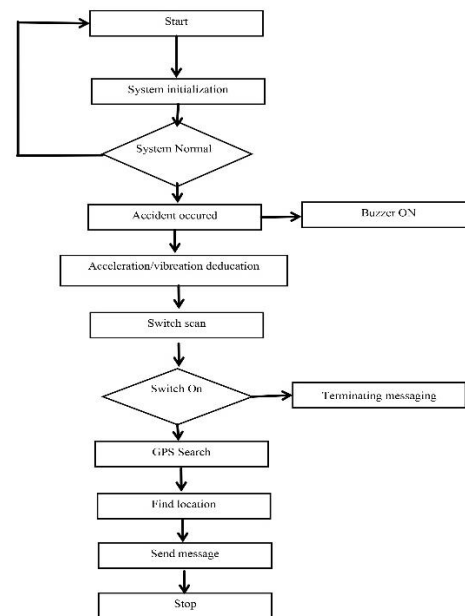 Start
System initialization
System Normal
Accident occured
Buzzer ON
Acceleration/vibreation deducation
Switch scan
Switch On
Terminating messaging
GPS Search
Find location
Send message
Stop